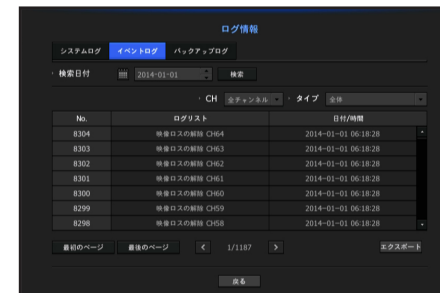 ログ情報
システムログ イベントログ バックアップログ
・検索日付 2014-01-01 検索
・CH 全チャンネル ・タイプ 全体
No. ログリスト 日付/時間
8304 映像ロスの解除 CH64 2014-01-01 06:18:28
8303 映像ロスの解除 CH63 2014-01-01 06:18:28
8302 映像ロスの解除 CH62 2014-01-01 06:18:28
8301 映像ロスの解除 CH61 2014-01-01 06:18:28
8300 映像ロスの解除 CH60 2014-01-01 06:18:28
8299 映像ロスの解除 CH59 2014-01-01 06:18:28
8298 映像ロスの解除 CH58 2014-01-01 06:18:28
最初のページ 最後のページ < 1/1187 > エクスポート
戻る